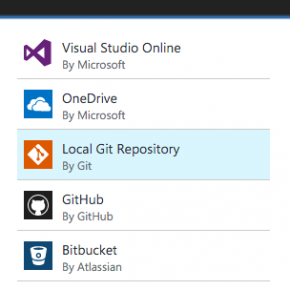 Visual Studio Online
By Microsoft
OneDrive
By Microsoft
Local Git Repository
By Git
GitHub
By GitHub
Bitbucket
By Atlassian